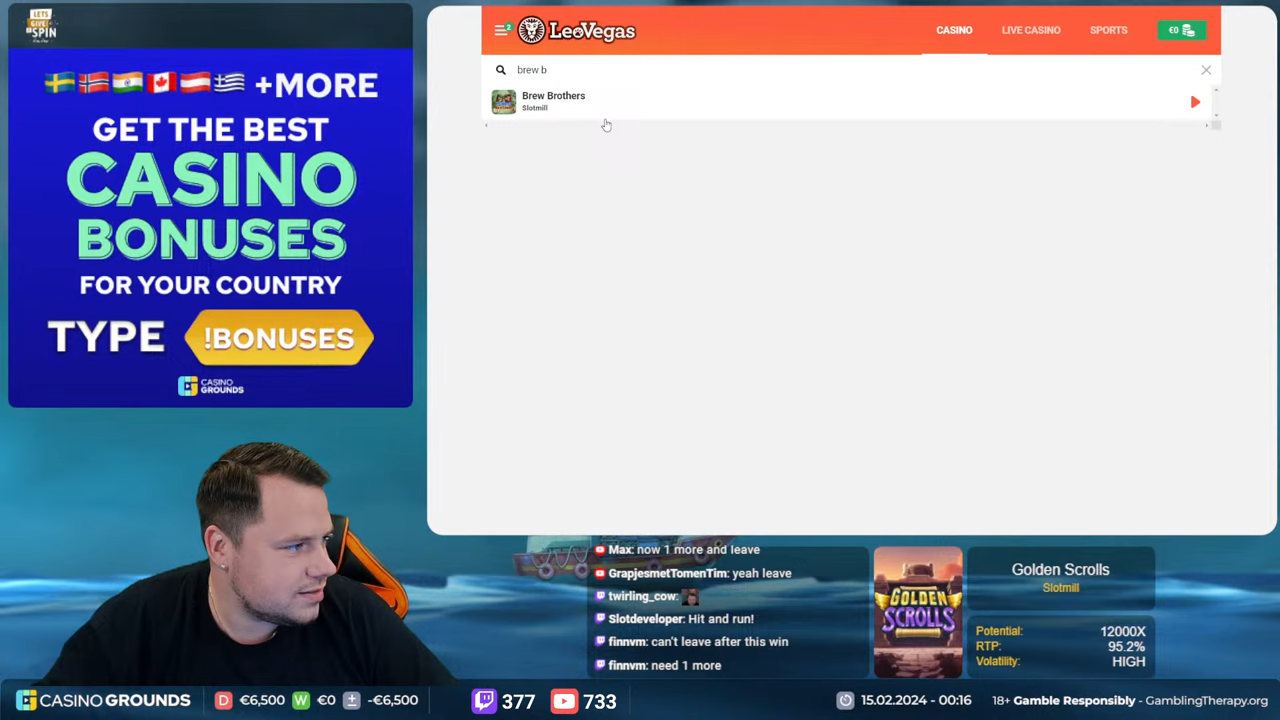 LETS
GIVE IT
A SPIN
+MORE
GET THE BEST
CASINO
BONUSES
FOR YOUR COUNTRY
TYPE !BONUSES
CASINO
GROUNDS
2
LeoVegas
CASINO
LIVE CASINO
SPORTS
€0
brew b
Brew Brothers
Slotmill
Max: now 1 more and leave
GrapjesmetTomenTim: yeah leave
twirling_cow:
Slotdeveloper: Hit and run!
finnvm: can't leave after this win
finnvm: need 1 more
GOLDEN
SCROLLS
Golden Scrolls
Slotmill
Potential: 12000X
RTP: 95.2%
Volatility: HIGH
CASINOGROUNDS
D €6,500
W €0
± -€6,500
377
733
15.02.2024 - 00:16
18+ Gamble Responsibly - GamblingTherapy.org